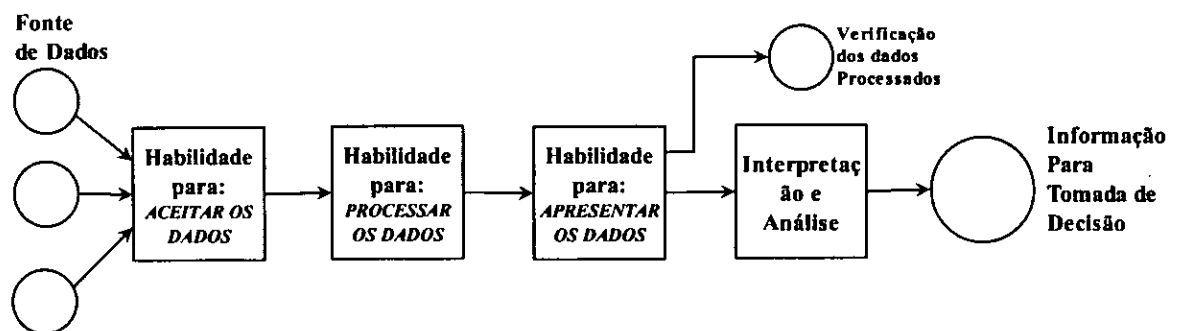 Fonte
de Dados
Verificação
dos dados
Processados
Habilidade
para:
ACEITAR OS
DADOS
Habilidade
para:
PROCESSAR
OS DADOS
Habilidade
para:
APRESENTAR
OS DADOS
Interpretaç
ão e
Análise
Informação
Para
Tomada de
Decisão